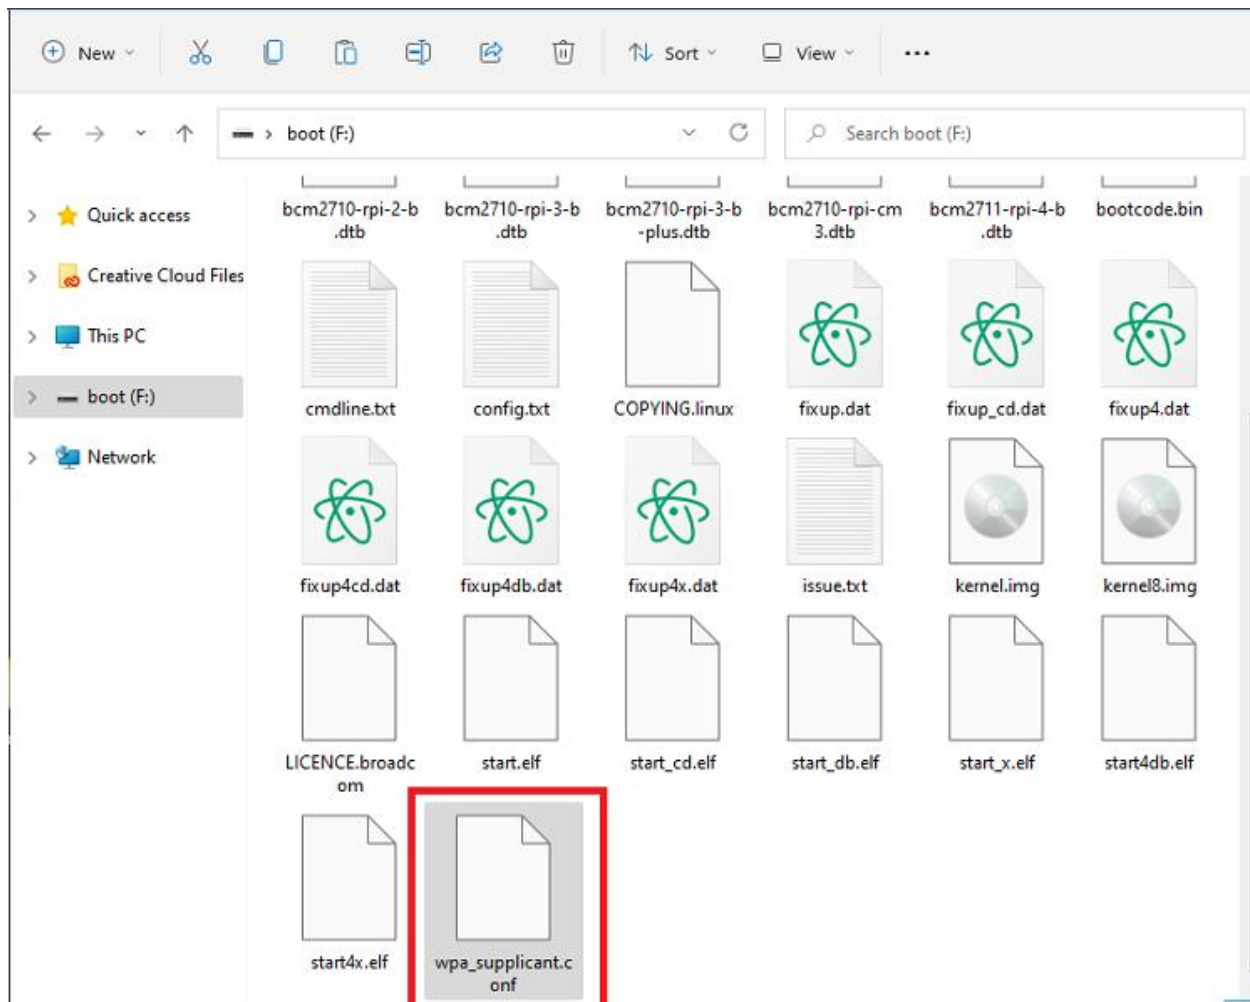 New
Sort
View
boot (F:)
Search boot (F:)
Quick access
Creative Cloud Files
This PC
boot (F:)
Network
bcm2710-rpi-2-b
.dtb
bcm2710-rpi-3-b
.dtb
bcm2710-rpi-3-b
-plus.dtb
bcm2710-rpi-cm
3.dtb
bcm2711-rpi-4-b
.dtb
bootcode.bin
cmdline.txt
config.txt
COPYING.linux
fixup.dat
fixup_cd.dat
fixup4.dat
fixup4cd.dat
fixup4db.dat
fixup4x.dat
issue.txt
kernel.img
kernel8.img
LICENCE.broadc
om
start.elf
start_cd.elf
start_db.elf
start_x.elf
start4db.elf
start4x.elf
wpa_supplicant.c
onf